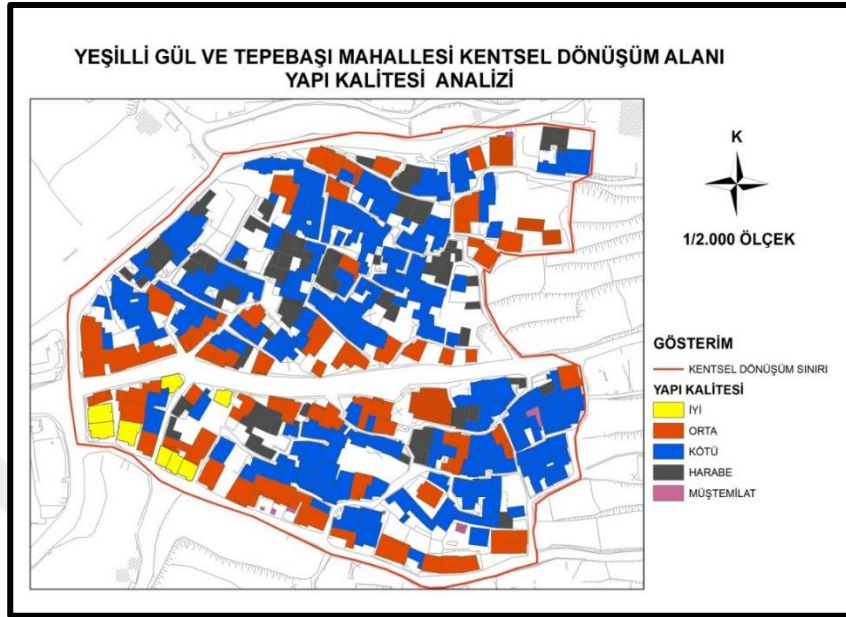 YEŞİLLİ GÜL VE TEPEBAŞI MAHALLESİ KENTSEL DÖNÜŞÜM ALANI
YAPI KALİTESİ ANALİZİ
K
1/2.000 ÖLÇEK
GÖSTERİM
KENTSEL DÖNÜŞÜM SINIRI
YAPI KALİTESİ
İYİ
ORTA
KÖTÜ
HARABE
MÜŞTEMİLAT